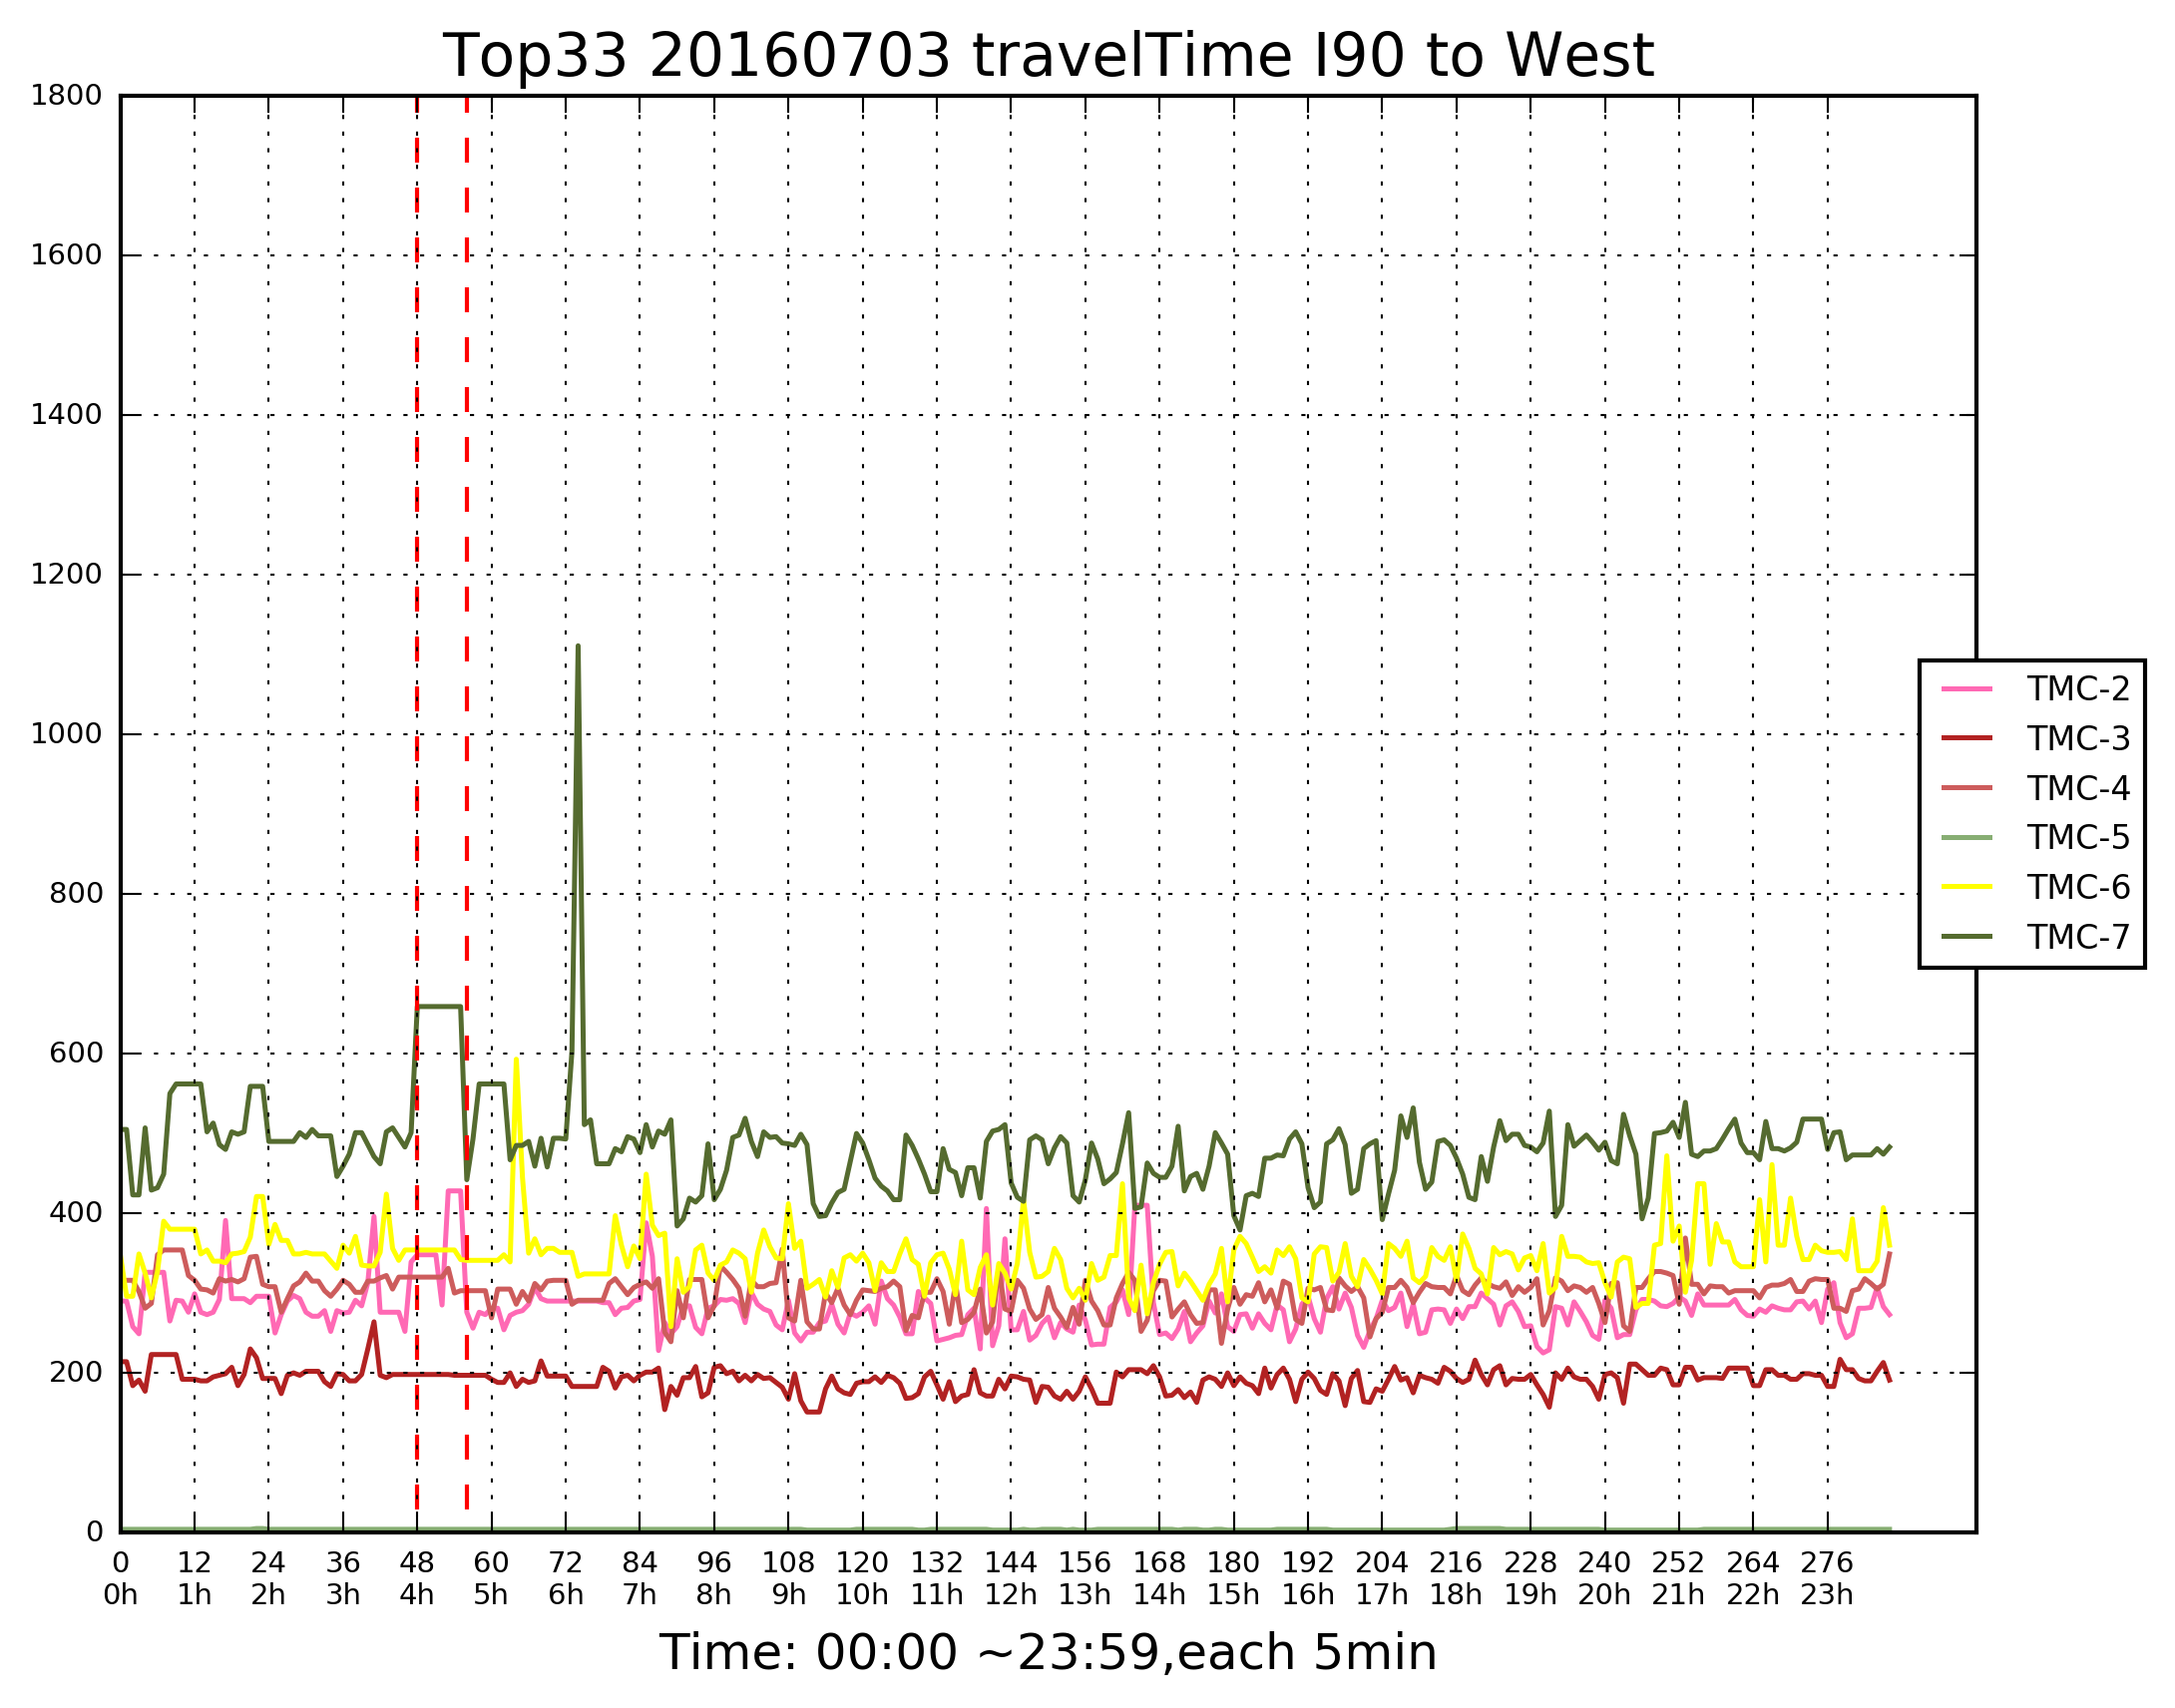 Top33 20160703 travelTime I90 to West
1800
1600
1400
1200
1000
800
600
400
200
0
TMC-2
TMC-3
TMC-4
TMC-5
TMC-6
TMC-7
0 12 24 36 48 60 72 84 96 108 120 132 144 156 168 180 192 204 216 228 240 252 264 276
0h 1h 2h 3h 4h 5h 6h 7h 8h 9h 10h 11h 12h 13h 14h 15h 16h 17h 18h 19h 20h 21h 22h 23h
Time: 00:00 ~23:59,each 5min